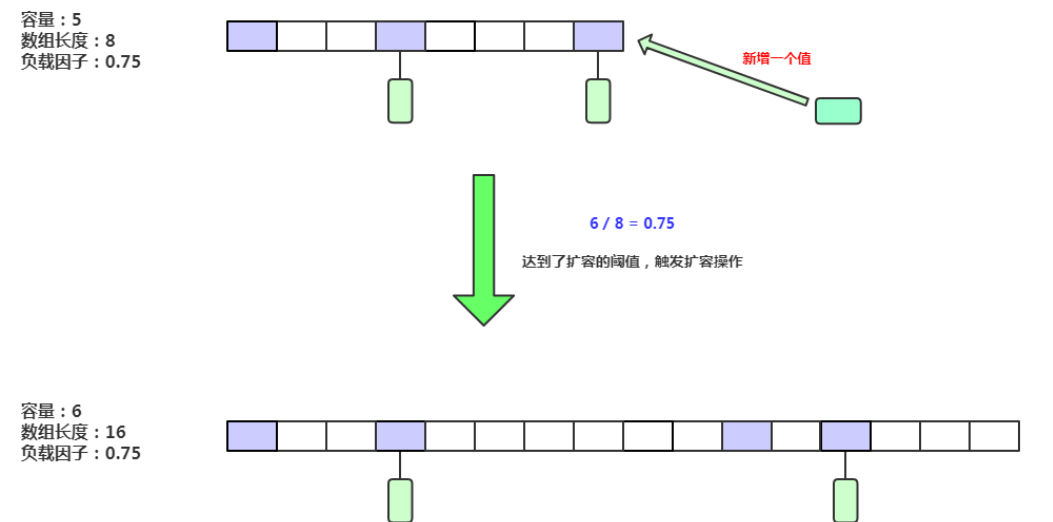 容量：5
数组长度：8
负载因子：0.75
新增一个值
6 / 8 = 0.75
达到了扩容的阈值，触发扩容操作
容量：6
数组长度：16
负载因子：0.75